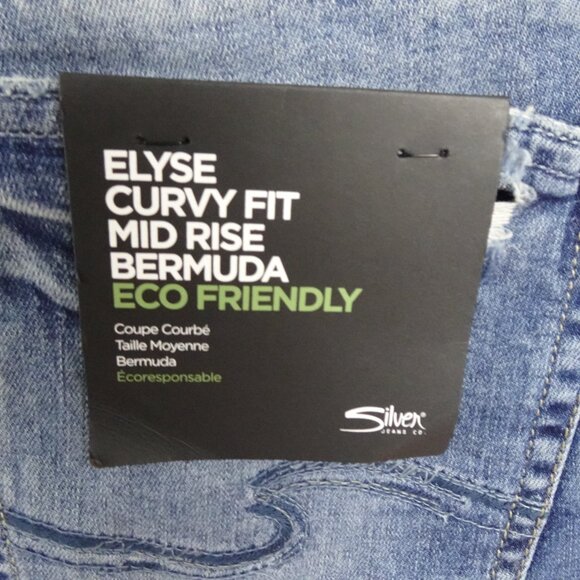 ELYSE
CURVY FIT
MID RISE
BERMUDA
ECO FRIENDLY
Coupe Courbé
Taille Moyenne
Bermuda
Écoresponsable
Silver®
JEANS CO.